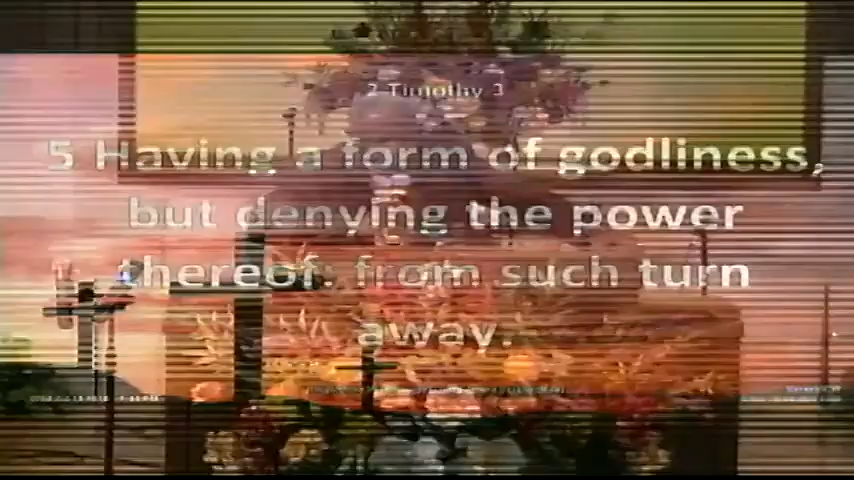 2 Timothy 3
5 Having a form of godliness,
but denying the power
thereof: from such turn
away.